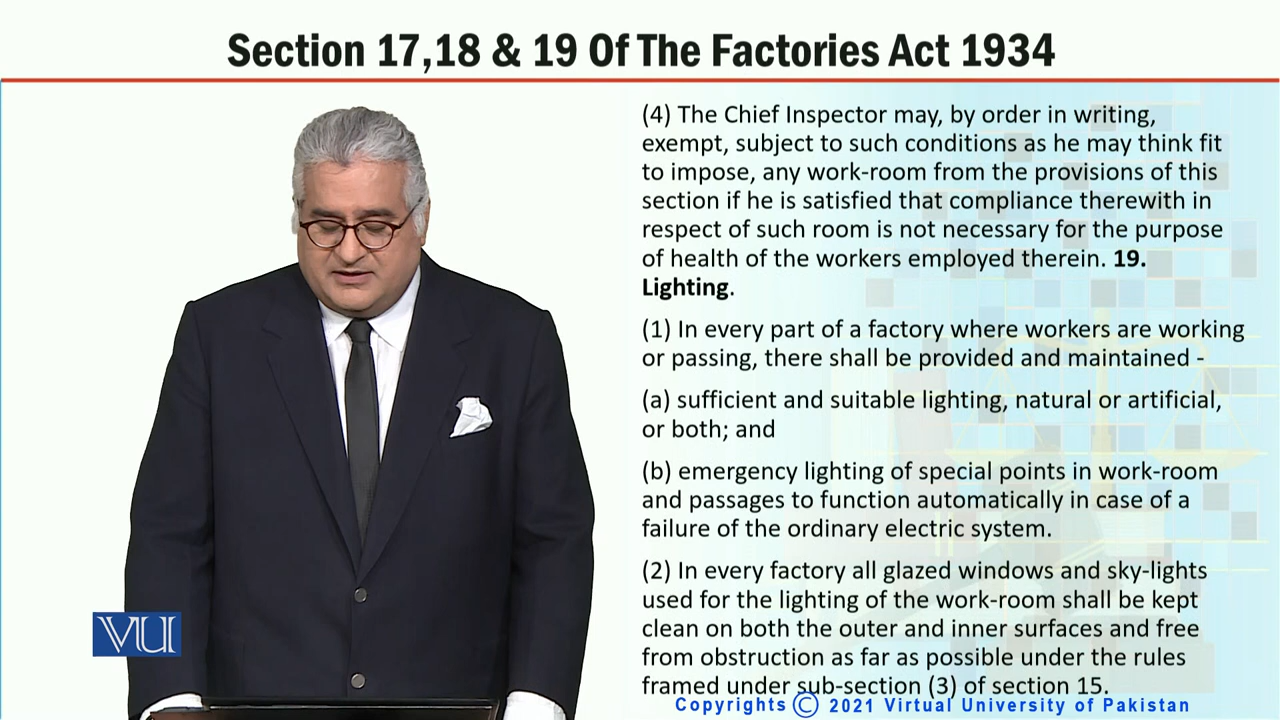 Section 17,18 & 19 Of The Factories Act 1934
(4) The Chief Inspector may, by order in writing,
exempt, subject to such conditions as he may think fit
to impose, any work-room from the provisions of this
section if he is satisfied that compliance therewith in
respect of such room is not necessary for the purpose
of health of the workers employed therein. 19.
Lighting.
(1) In every part of a factory where workers are working
or passing, there shall be provided and maintained -
(a) sufficient and suitable lighting, natural or artificial,
or both; and
(b) emergency lighting of special points in work-room
and passages to function automatically in case of a
failure of the ordinary electric system.
(2) In every factory all glazed windows and sky-lights
used for the lighting of the work-room shall be kept
clean on both the outer and inner surfaces and free
from obstruction as far as possible under the rules
framed under sub-section (3) of section 15.
VU
Copyrights © 2021 Virtual University of Pakistan